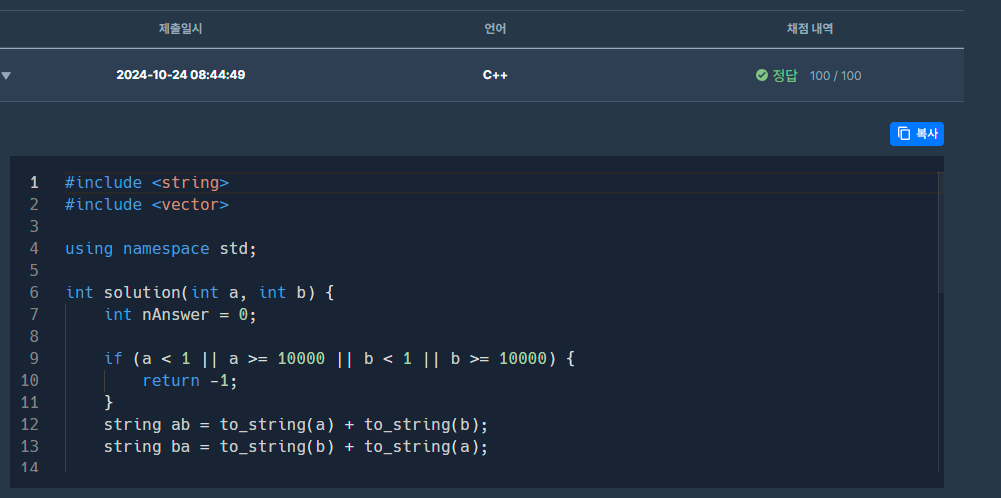 제출일시 언어 채점 내역
2024-10-24 08:44:49 C++ 정답 100 / 100
복사
1 #include <string>
2 #include <vector>
3
4 using namespace std;
5
6 int solution(int a, int b) {
7 int nAnswer = 0;
8
9 if (a < 1 || a >= 10000 || b < 1 || b >= 10000) {
10 return -1;
11 }
12 string ab = to_string(a) + to_string(b);
13 string ba = to_string(b) + to_string(a);
14